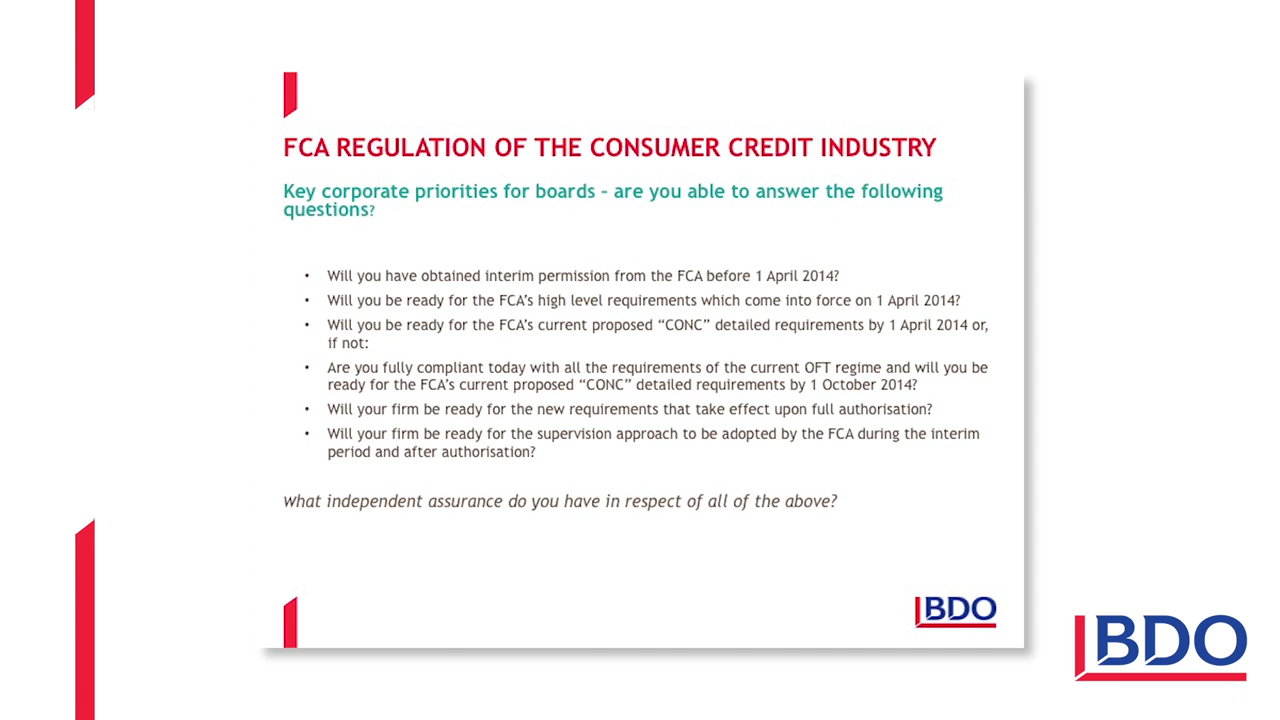 FCA REGULATION OF THE CONSUMER CREDIT INDUSTRY
Key corporate priorities for boards – are you able to answer the following
questions?
• Will you have obtained interim permission from the FCA before 1 April 2014?
• Will you be ready for the FCA’s high level requirements which come into force on 1 April 2014?
• Will you be ready for the FCA’s current proposed “CONC” detailed requirements by 1 April 2014 or,
if not:
• Are you fully compliant today with all the requirements of the current OFT regime and will you be
ready for the FCA’s current proposed “CONC” detailed requirements by 1 October 2014?
• Will your firm be ready for the new requirements that take effect upon full authorisation?
• Will your firm be ready for the supervision approach to be adopted by the FCA during the interim
period and after authorisation?
What independent assurance do you have in respect of all of the above?
BDO
BDO